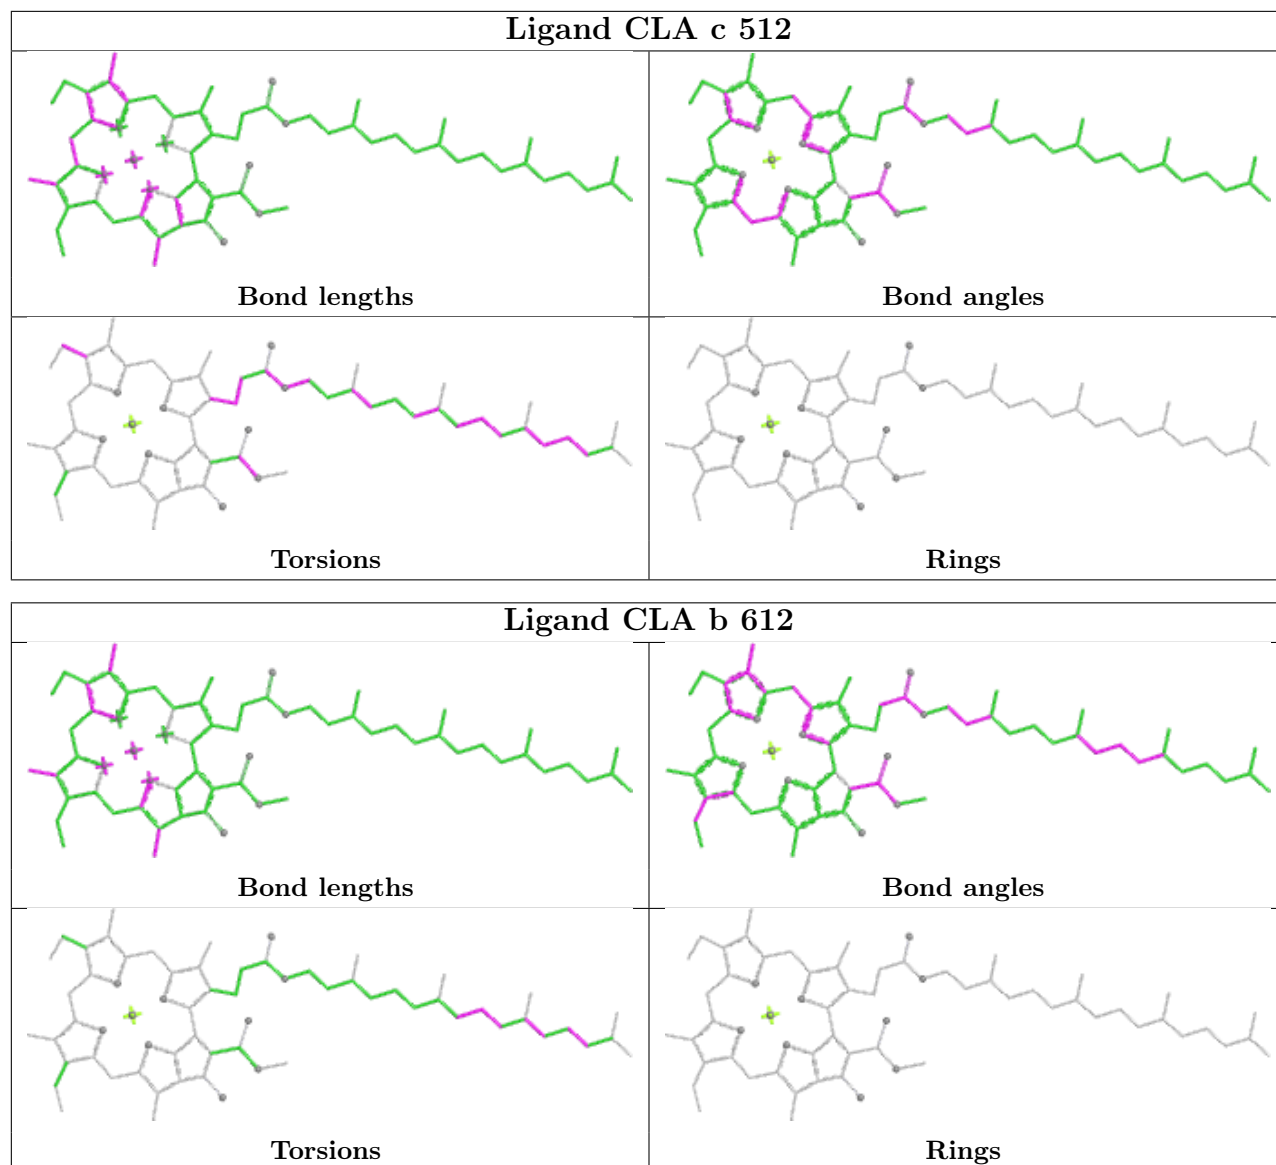 Ligand CLA c 512
Bond lengths
Bond angles
Torsions
Rings
Ligand CLA b 612
Bond lengths
Bond angles
Torsions
Rings